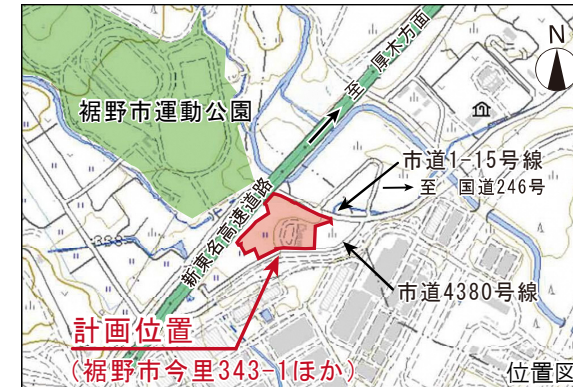 至 厚木方面
N
裾野市運動公園
市道1-15号線
至 国道246号
新東名高速道路
市道4380号線
計画位置
(裾野市今里343-1ほか)
位置図